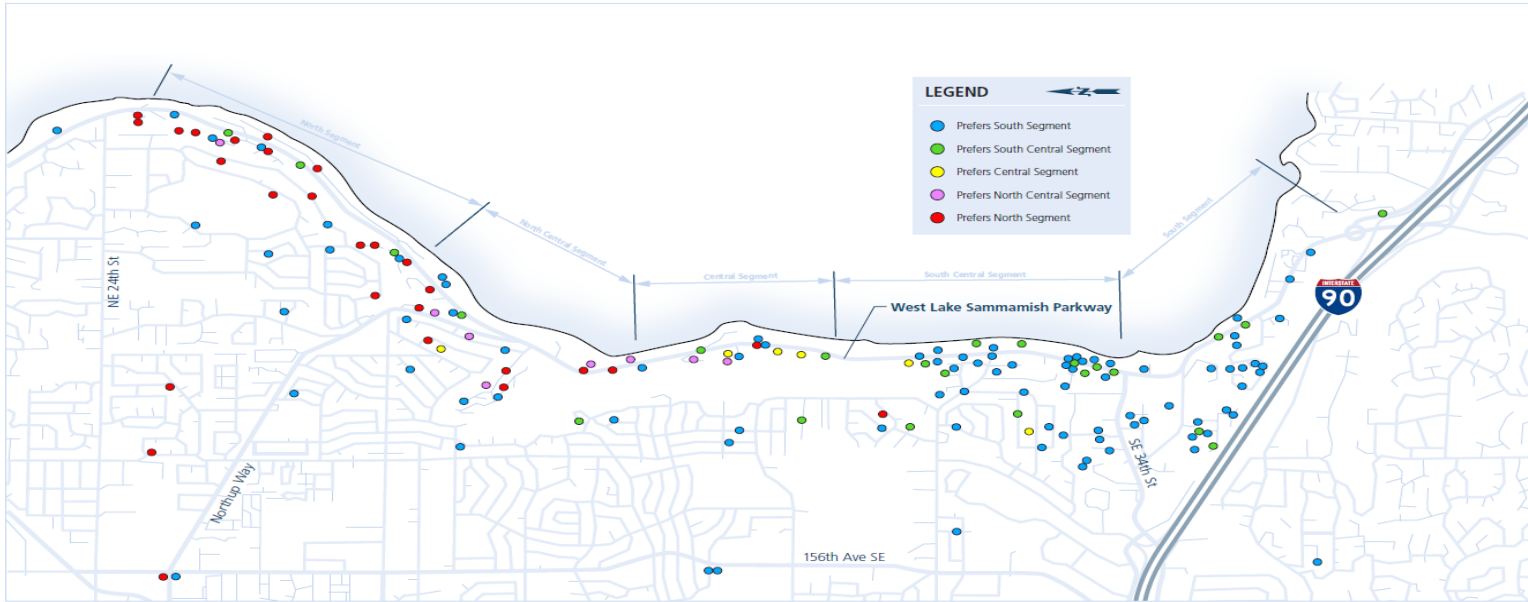 LEGEND
Z
Prefers South Segment
Prefers South Central Segment
Prefers Central Segment
Prefers North Central Segment
Prefers North Segment
North Segment
North Central Segment
Central Segment
South Central Segment
South Segment
West Lake Sammamish Parkway
NE 24th St
Northup Way
156th Ave SE
SE 34th St
INTERSTATE
90